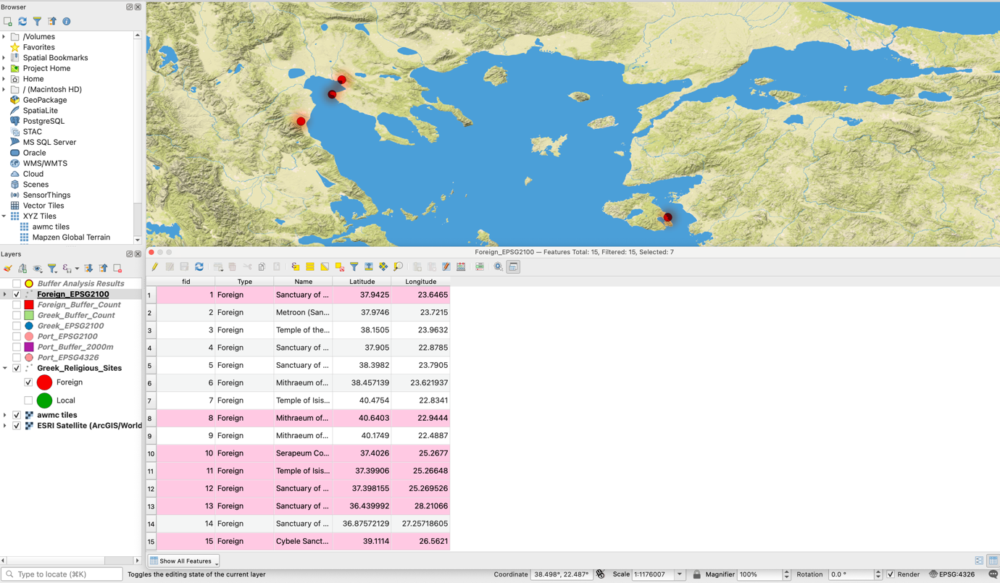 Browser
/Volumes
Favorites
Spatial Bookmarks
Project Home
Home
/ (Macintosh HD)
GeoPackage
SpatiaLite
PostgreSQL
STAC
MS SQL Server
Oracle
WMS/WMTS
Cloud
Scenes
SensorThings
Vector Tiles
XYZ Tiles
awmc tiles
Mapzen Global Terrain
Layers
Buffer Analysis Results
Foreign_EPSG2100
Foreign_Buffer_Count
Greek_Buffer_Count
Greek_EPSG2100
Port_EPSG2100
Port_Buffer_2000m
Port_EPSG4326
Greek_Religious_Sites
Foreign
Local
awmc tiles
ESRI Satellite (ArcGIS/World
Foreign_EPSG2100 — Features Total: 15, Filtered: 15, Selected: 7
fid Type Name Latitude Longitude
1 1 Foreign Sanctuary of ... 37.9425 23.6465
2 2 Foreign Metroon (San... 37.9746 23.7215
3 3 Foreign Temple of the... 38.1505 23.9632
4 4 Foreign Sanctuary of ... 37.905 22.8785
5 5 Foreign Sanctuary of ... 38.3982 23.7905
6 6 Foreign Mithraeum of... 38.457139 23.621937
7 7 Foreign Temple of Isis... 40.4754 22.8341
8 8 Foreign Mithraeum of... 40.6403 22.9444
9 9 Foreign Mithraeum of... 40.1749 22.4887
10 10 Foreign Serapeum Co... 37.4026 25.2677
11 11 Foreign Temple of Isis... 37.39906 25.26648
12 12 Foreign Sanctuary of ... 37.398155 25.269526
13 13 Foreign Sanctuary of ... 36.439992 28.21066
14 14 Foreign Sanctuary of ... 36.87572129 27.25718605
15 15 Foreign Cybele Sanct... 39.1114 26.5621
Show All Features
Type to locate (⌘K) Toggles the editing state of the current layer Coordinate 38.498°, 22.487° Scale 1:1176007 Magnifier 100% Rotation 0.0 ° Render EPSG:4326